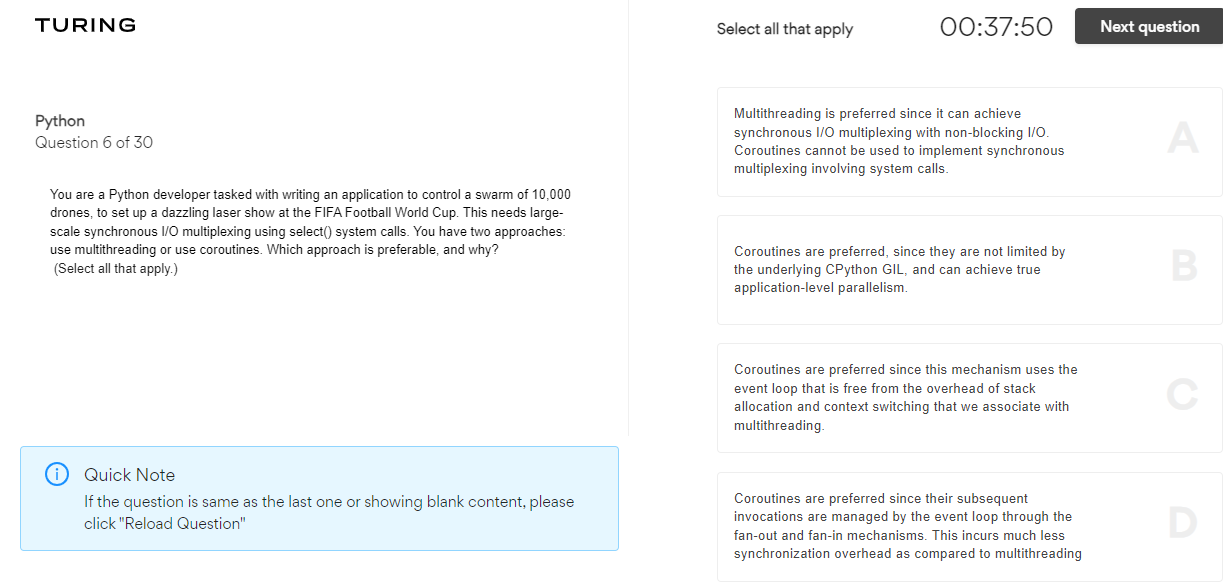 TURING
Select all that apply
00:37:50
Next question
Python
Question 6 of 30
You are a Python developer tasked with writing an application to control a swarm of 10,000
drones, to set up a dazzling laser show at the FIFA Football World Cup. This needs large-
scale synchronous I/O multiplexing using select() system calls. You have two approaches:
use multithreading or use coroutines. Which approach is preferable, and why?
(Select all that apply.)
Quick Note
If the question is same as the last one or showing blank content, please
click "Reload Question"
Multithreading is preferred since it can achieve
synchronous I/O multiplexing with non-blocking I/O.
Coroutines cannot be used to implement synchronous
multiplexing involving system calls.
A
Coroutines are preferred, since they are not limited by
the underlying CPython GIL, and can achieve true
application-level parallelism.
B
Coroutines are preferred since this mechanism uses the
event loop that is free from the overhead of stack
allocation and context switching that we associate with
multithreading.
C
Coroutines are preferred since their subsequent
invocations are managed by the event loop through the
fan-out and fan-in mechanisms. This incurs much less
synchronization overhead as compared to multithreading
D